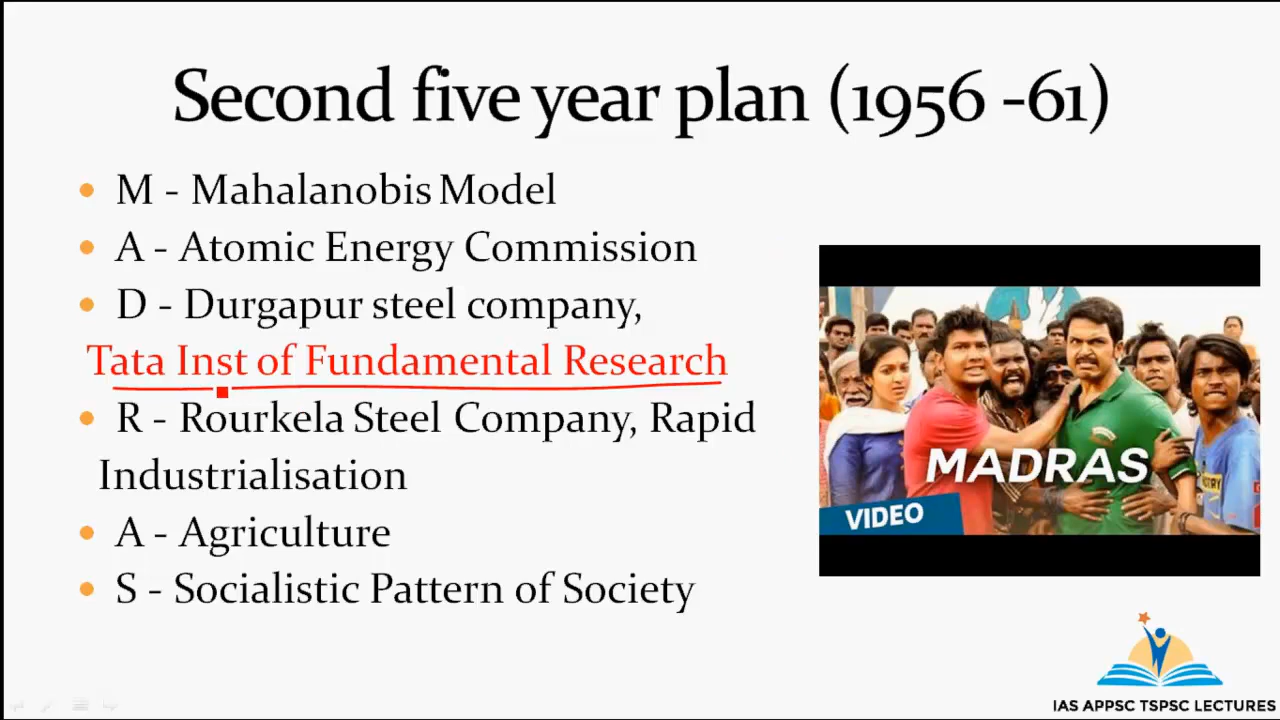 Second five year plan (1956 -61)
M - Mahalanobis Model
A - Atomic Energy Commission
D - Durgapur steel company,
Tata Inst of Fundamental Research
R - Rourkela Steel Company, Rapid
Industrialisation
A - Agriculture
S - Socialistic Pattern of Society
MADRAS
VIDEO
IAS APPSC TSPSC LECTURES